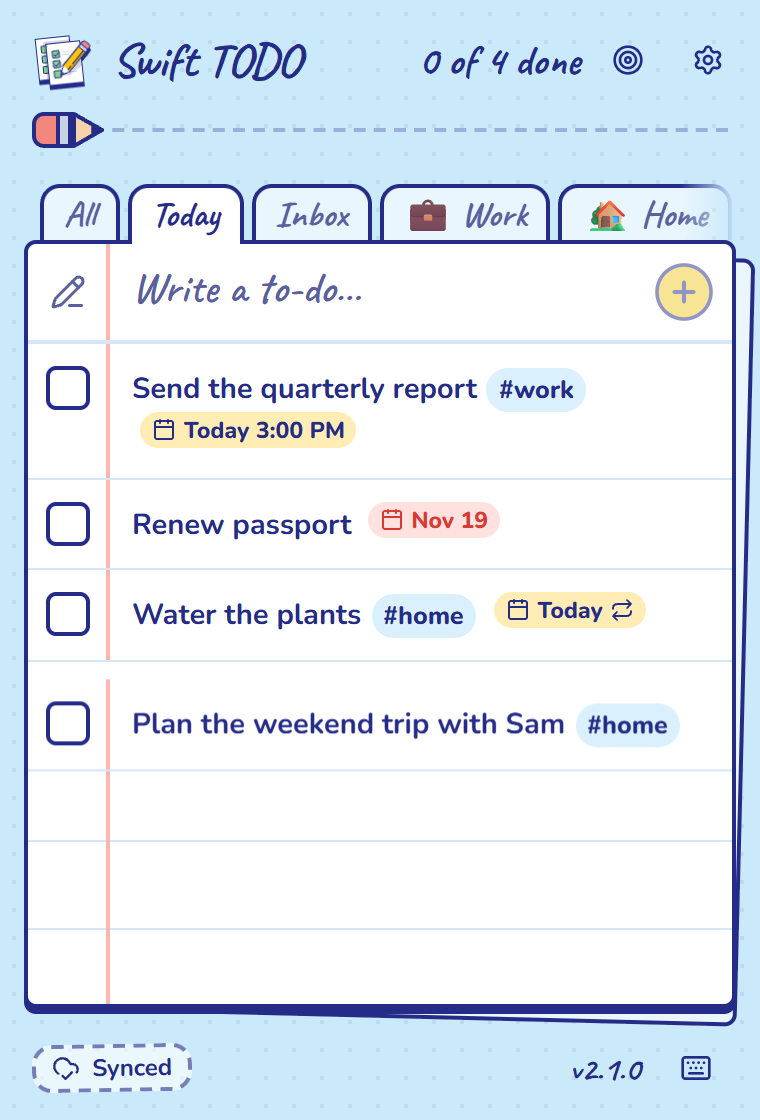 Swift TODO
0 of 4 done
All Today Inbox Work Home
Write a to-do...
Send the quarterly report #work
Today 3:00 PM
Renew passport Nov 19
Water the plants #home Today
Plan the weekend trip with Sam #home
Synced
v2.1.0